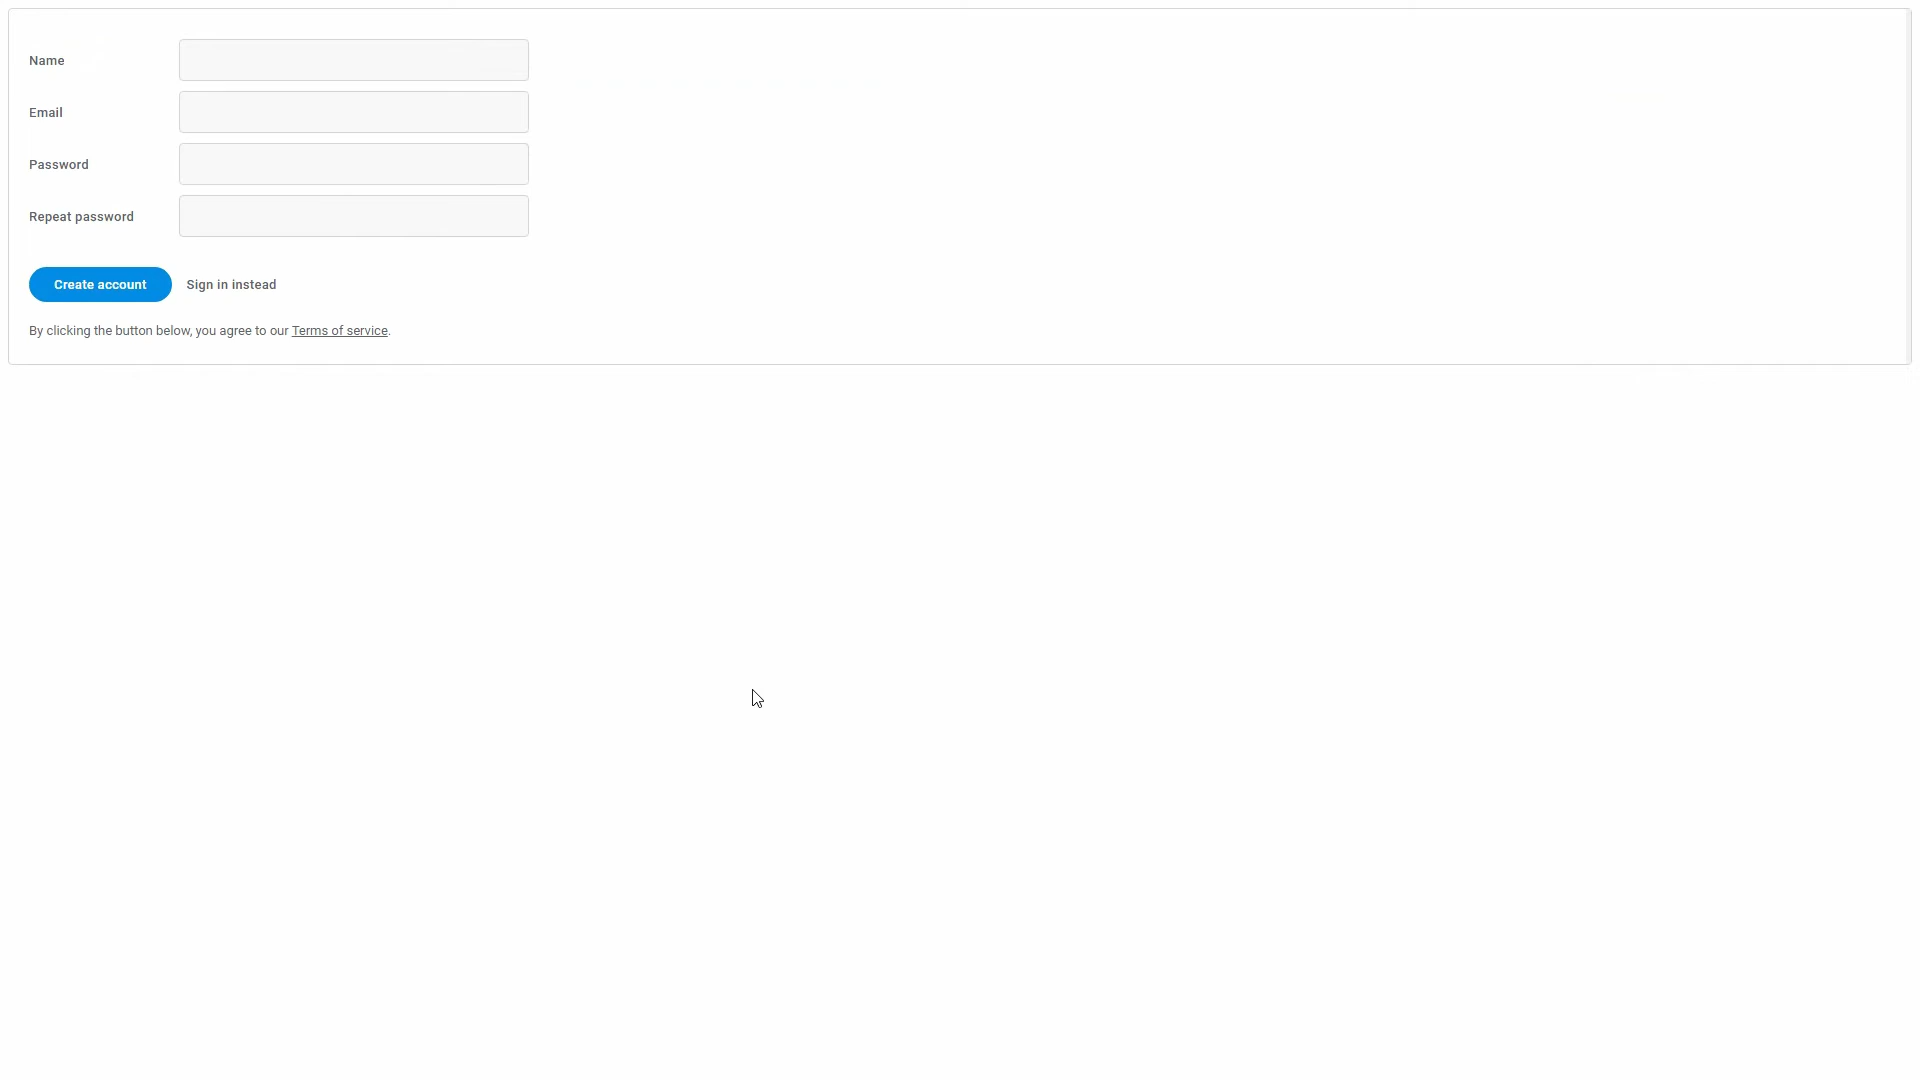 Name
Email
Password
Repeat password
Create account Sign in instead
By clicking the button below, you agree to our Terms of service.